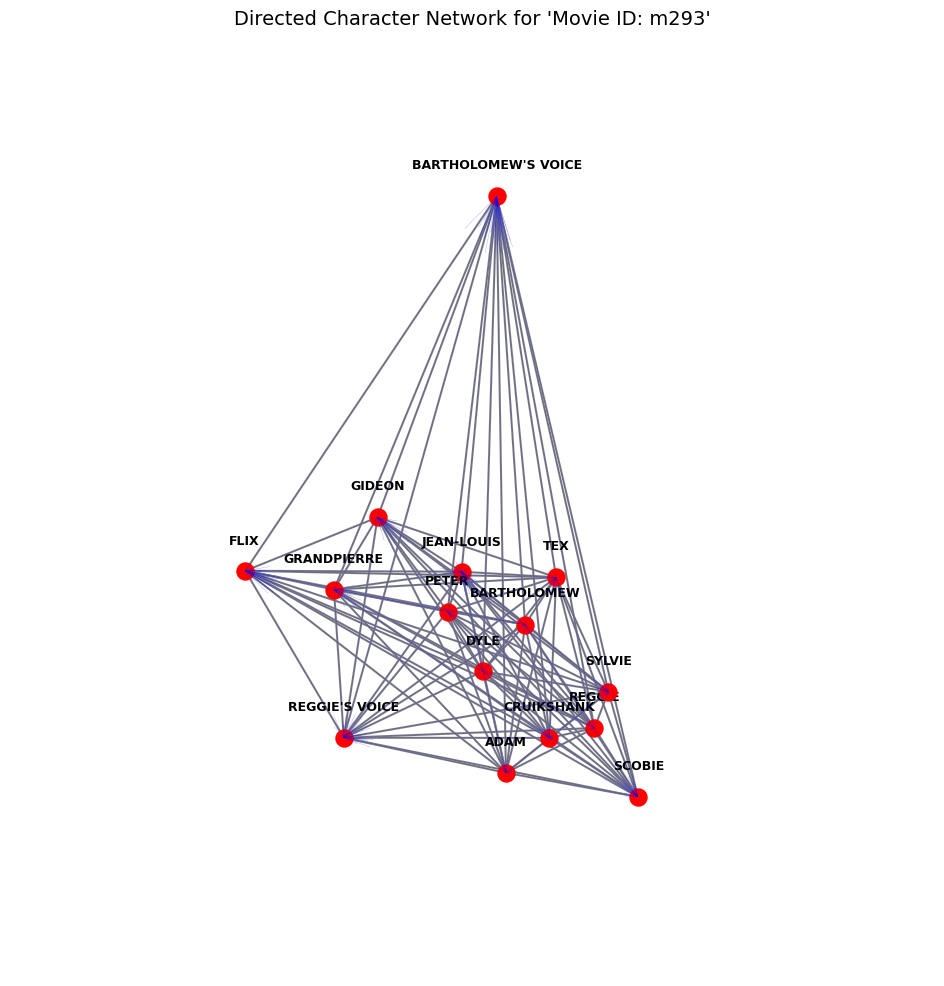 Directed Character Network for 'Movie ID: m293'
BARTHOLOMEW'S VOICE
GIDEON
FLIX
JEAN-LOUIS
TEX
GRANDPIERRE
PETER
BARTHOLOMEW
DYLE
SYLVIE
REGGIE
REGGIE'S VOICE
CRUIKSHANK
ADAM
SCOBIE